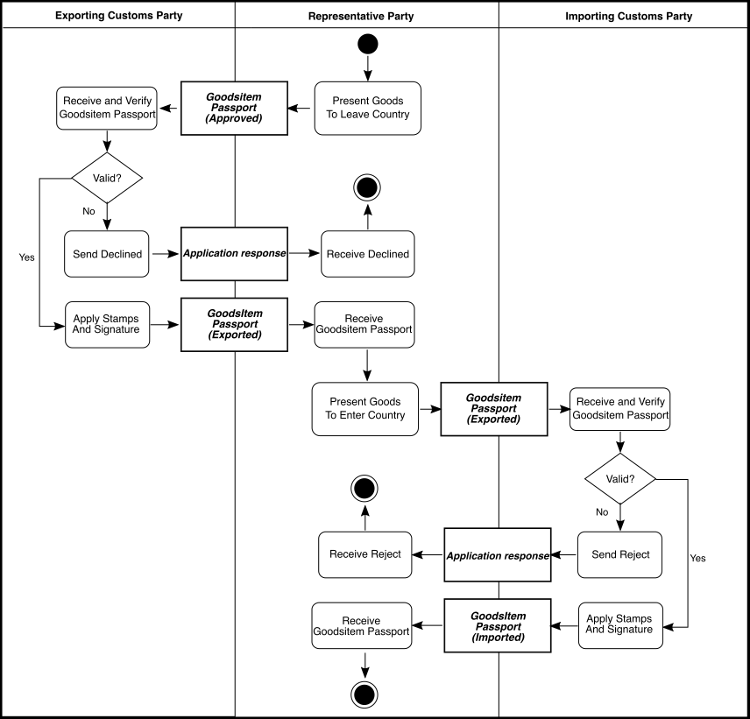 Exporting Customs Party
Representative Party
Importing Customs Party
Present Goods
To Leave Country
Goodsitem
Passport
(Approved)
Receive and Verify
Goodsitem Passport
Valid?
No
Yes
Send Declined
Application response
Receive Declined
Apply Stamps
And Signature
GoodsItem
Passport
(Exported)
Receive
Goodsitem Passport
Present Goods
To Enter Country
Goodsitem
Passport
(Exported)
Receive and Verify
Goodsitem Passport
Valid?
No
Yes
Send Reject
Application response
Receive Reject
Apply Stamps
And Signature
GoodsItem
Passport
(Imported)
Receive
Goodsitem Passport